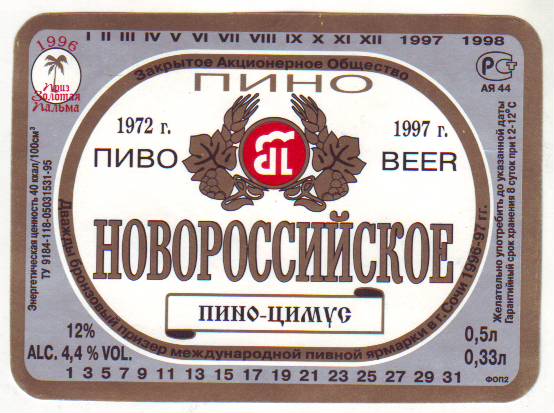 I II III IV V VI VII VIII IX X XI XII 1997 1998
1996
Приз
Золотая
Пальма
Закрытое Акционерное Общество
ПИНО
РСТ
АЯ 44
1972 г.
1997 г.
ПИВО
BEER
НОВОРОССИЙСКОЕ
ПИНО-ЦИМУС
Энергетическая ценность 40 ккал/100см³
ТУ 9184-118-05031531-95
Желательно употребить до указанной даты
Гарантийный срок хранения 8 суток при t 2-12°С
Дважды бронзовый призер международной пивной ярмарки в г.Сочи 1996-97 гг.
12%
ALC. 4,4 % VOL.
0,5л
0,33л
1 3 5 7 9 11 13 15 17 19 21 23 25 27 29 31
ФОП2